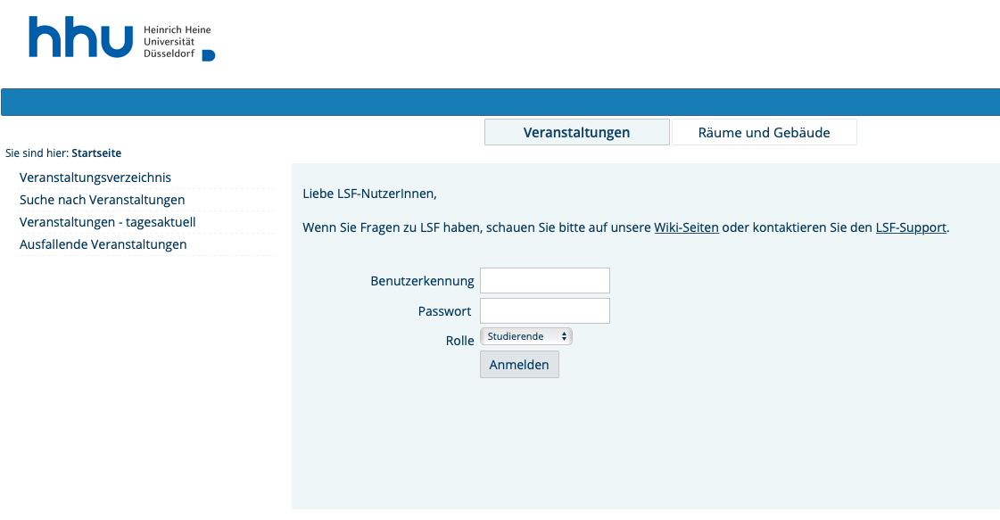 hhu Heinrich Heine
Universität
Düsseldorf
Veranstaltungen Räume und Gebäude
Sie sind hier: Startseite
Veranstaltungsverzeichnis
Suche nach Veranstaltungen
Veranstaltungen - tagesaktuell
Ausfallende Veranstaltungen
Liebe LSF-NutzerInnen,
Wenn Sie Fragen zu LSF haben, schauen Sie bitte auf unsere Wiki-Seiten oder kontaktieren Sie den LSF-Support.
Benutzerkennung
Passwort
Rolle Studierende
Anmelden